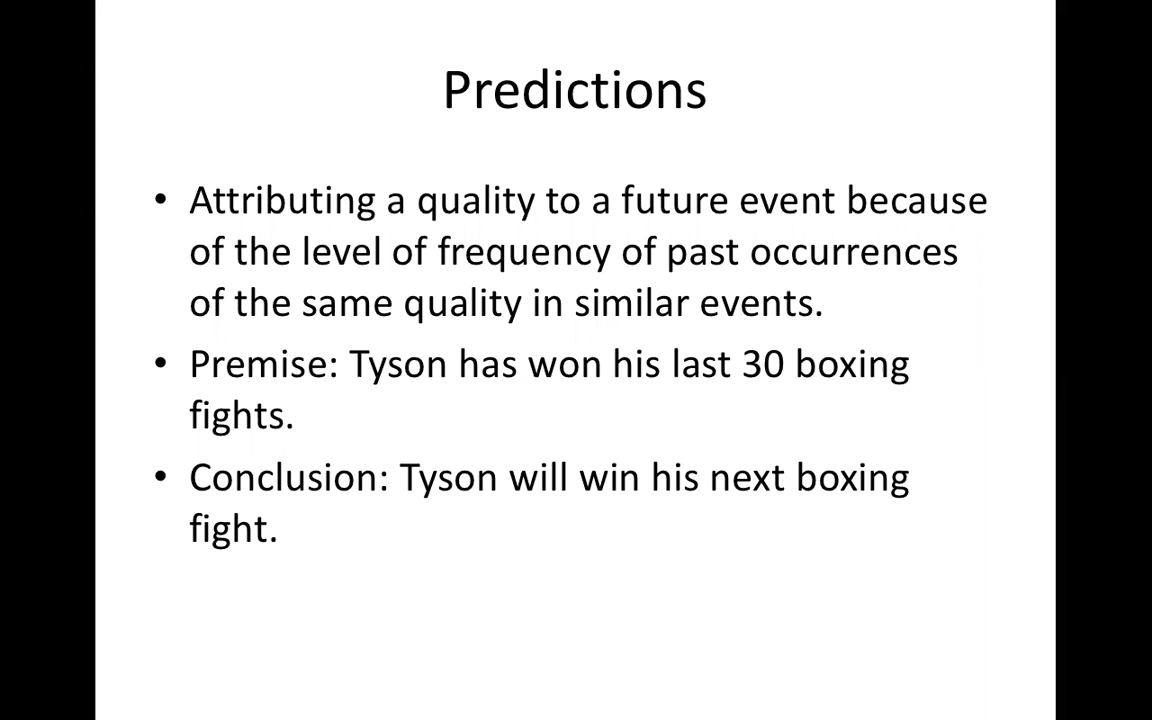 Predictions
• Attributing a quality to a future event because
of the level of frequency of past occurrences
of the same quality in similar events.
• Premise: Tyson has won his last 30 boxing
fights.
• Conclusion: Tyson will win his next boxing
fight.